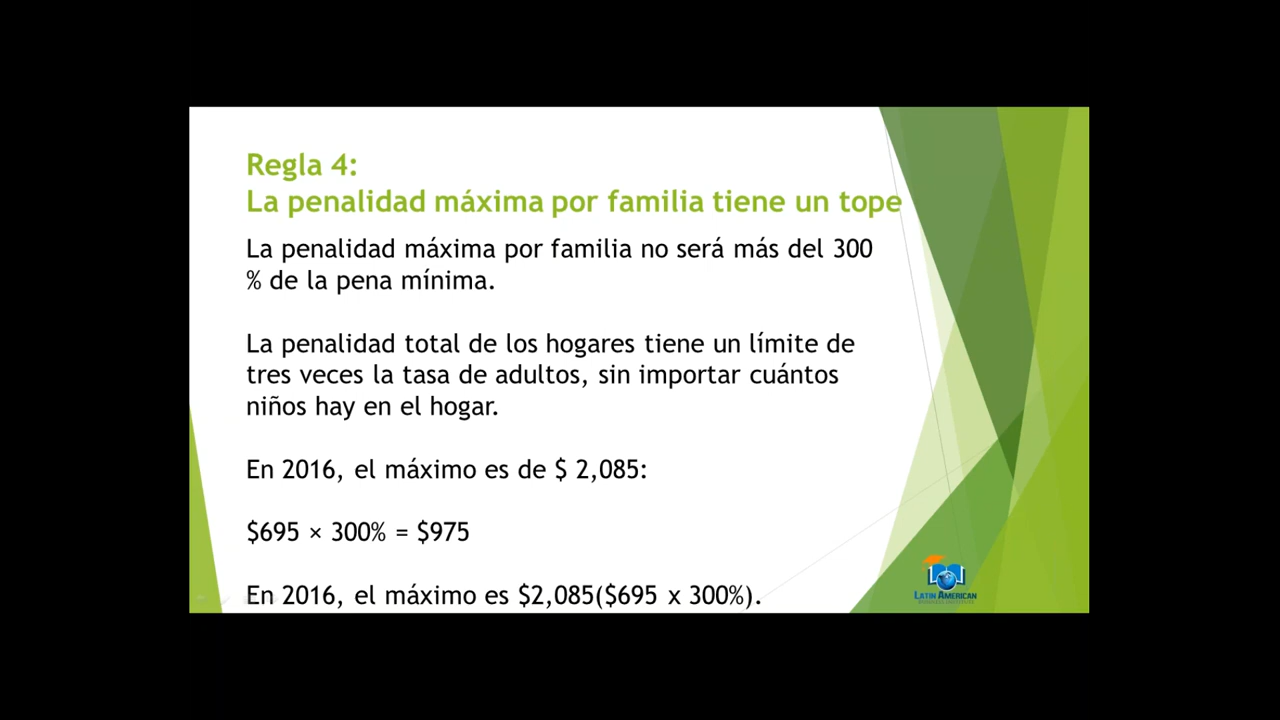 Regla 4:
La penalidad máxima por familia tiene un tope
La penalidad máxima por familia no será más del 300
% de la pena mínima.
La penalidad total de los hogares tiene un límite de
tres veces la tasa de adultos, sin importar cuántos
niños hay en el hogar.
En 2016, el máximo es de $ 2,085:
$695 × 300% = $975
En 2016, el máximo es $2,085($695 x 300%).
LATIN AMERICAN